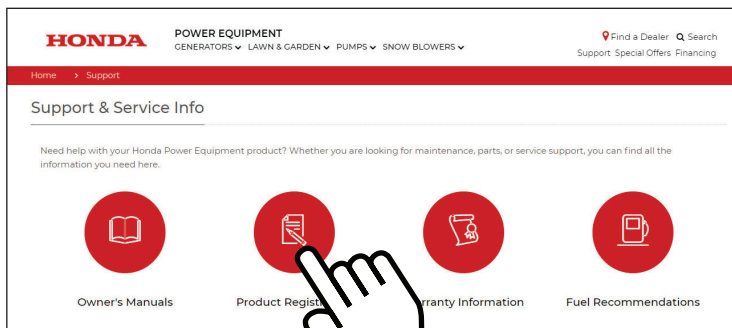 HONDA
POWER EQUIPMENT
GENERATORS LAWN & GARDEN PUMPS SNOW BLOWERS
Find a Dealer Search
Support Special Offers Financing
Home > Support
Support & Service Info
Need help with your Honda Power Equipment product? Whether you are looking for maintenance, parts, or service support, you can find all the
information you need here.
Owner's Manuals
Product
Information
Fuel Recommendations